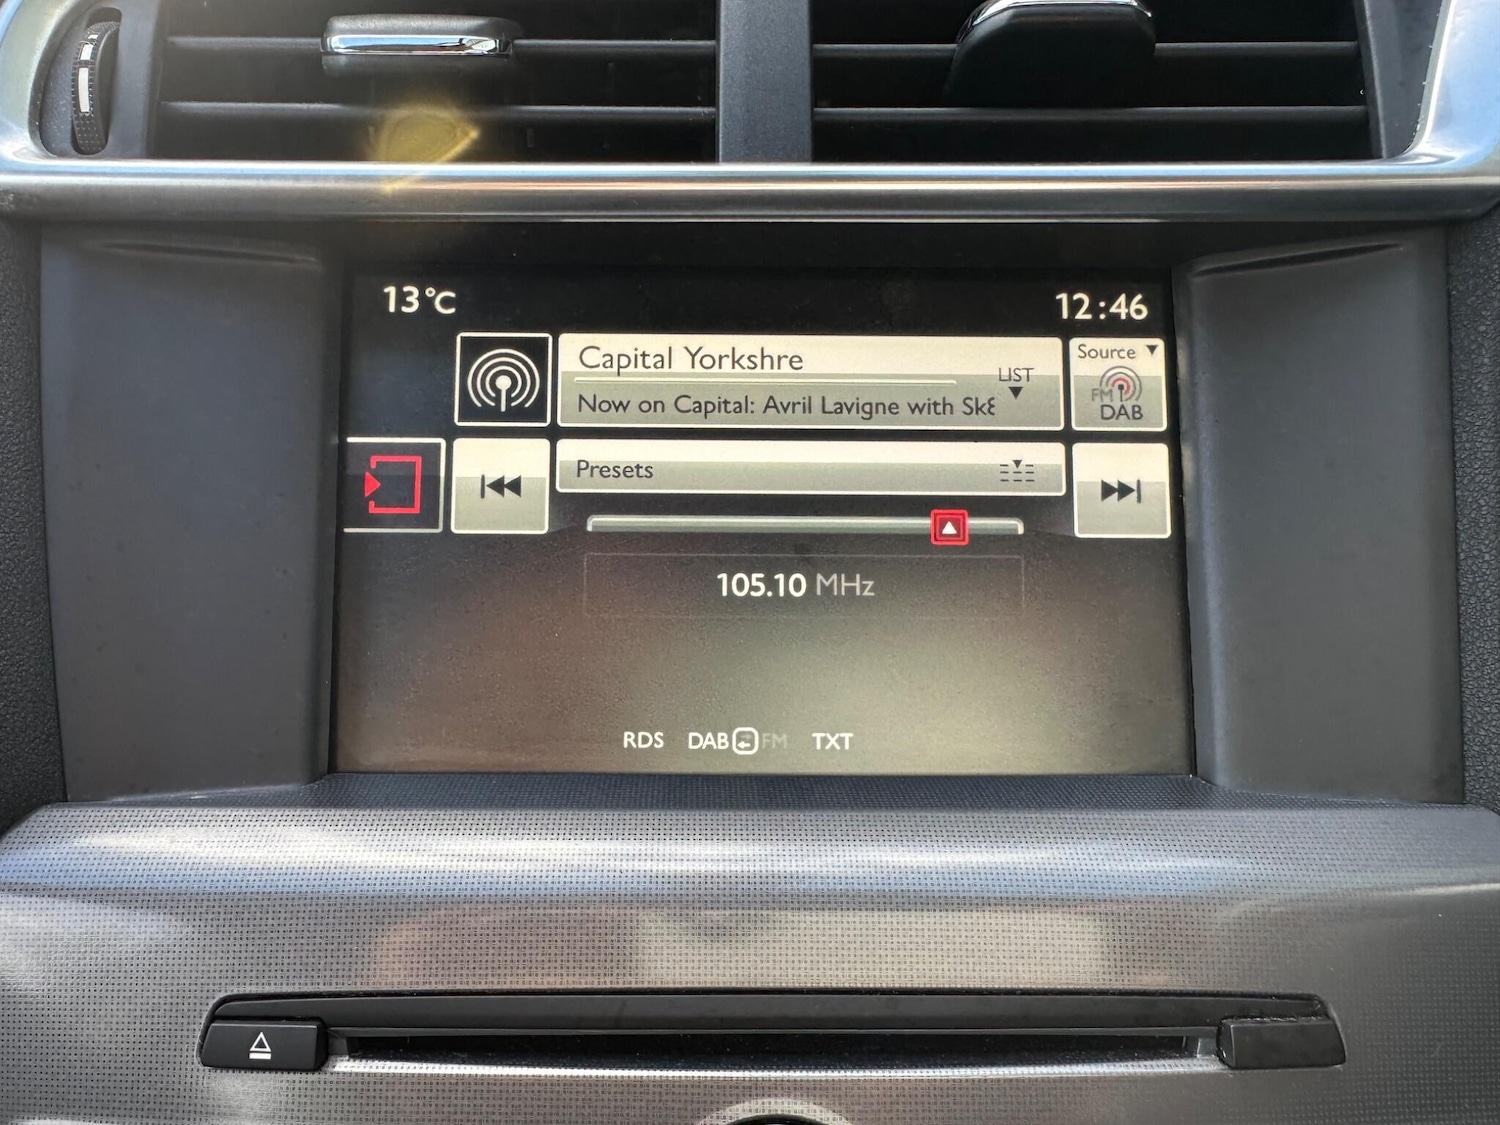 13°C
12:46
Capital Yorkshre
LIST
Source
Now on Capital: Avril Lavigne with
FM
DAB
Presets
105.10 MHz
RDS DAB FM TXT